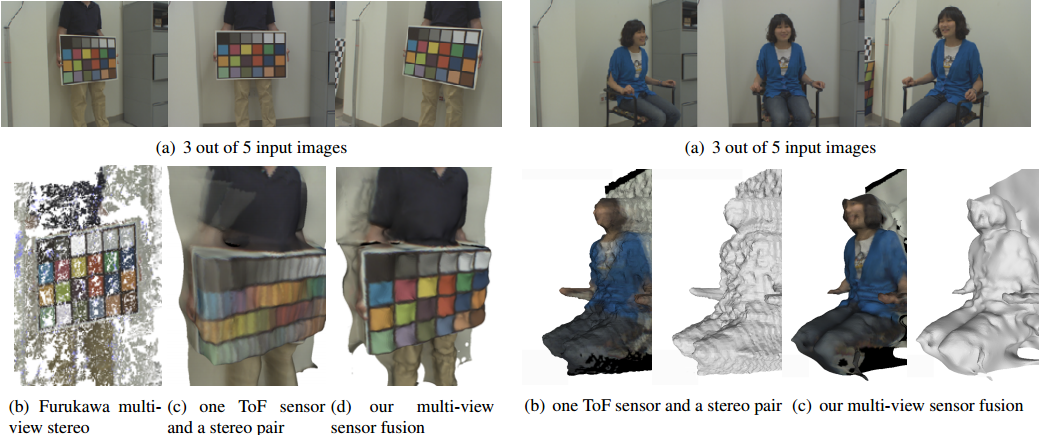 (a) 3 out of 5 input images
(b) Furukawa multi-
view stereo
(c) one ToF sensor
and a stereo pair
(d) our multi-view
sensor fusion
(a) 3 out of 5 input images
(b) one ToF sensor and a stereo pair
(c) our multi-view sensor fusion